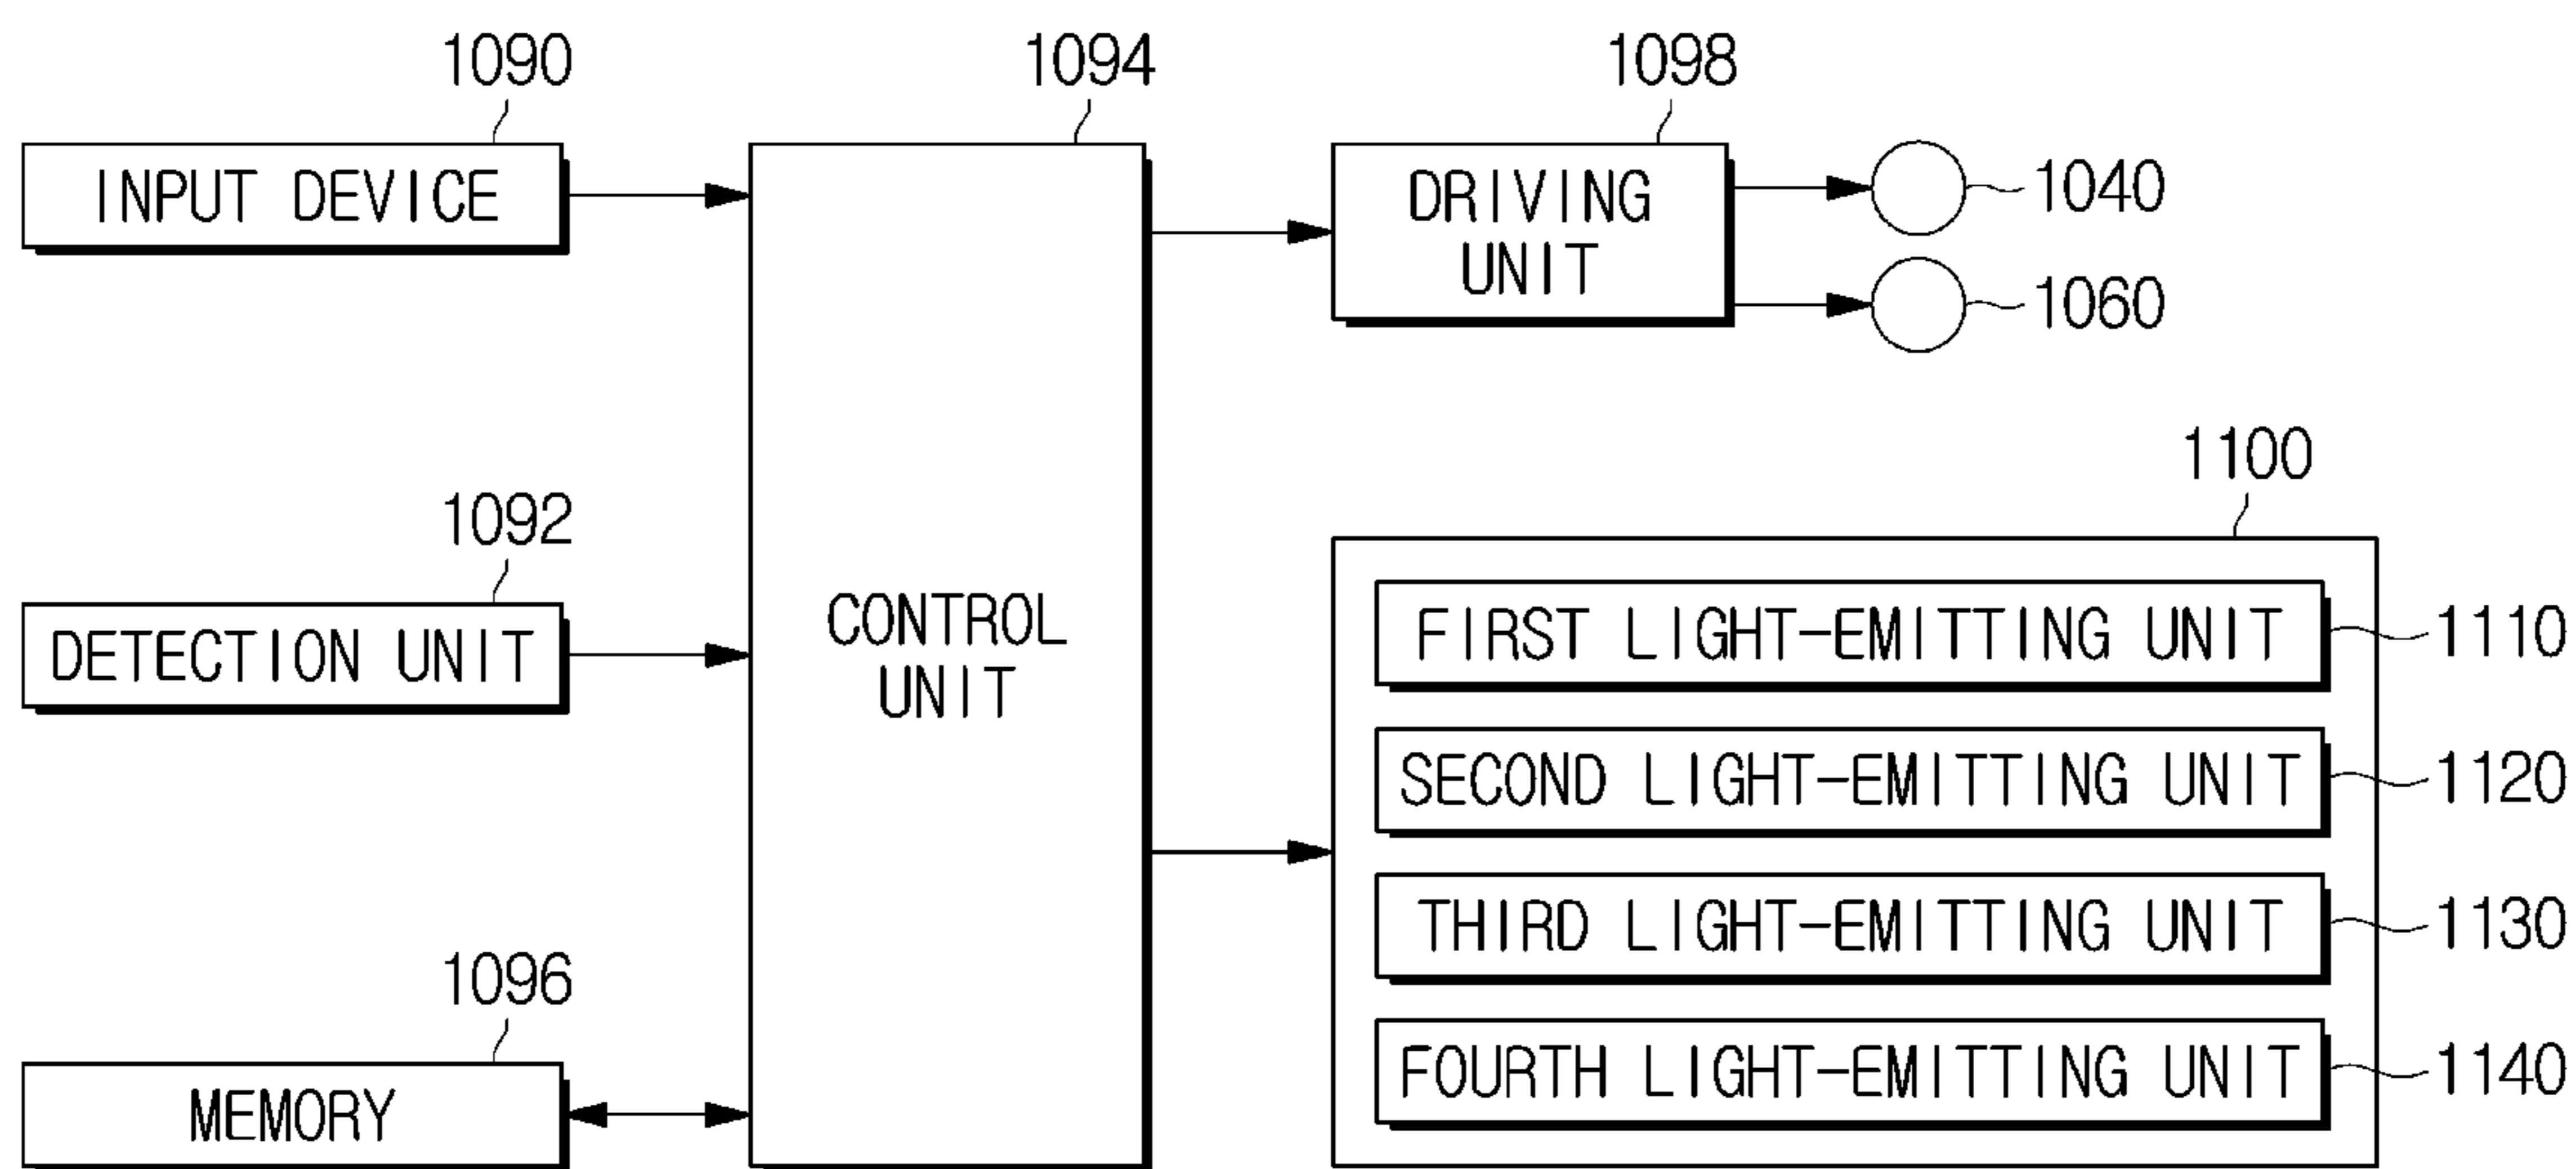 1090
INPUT DEVICE
1092
DETECTION UNIT
1096
MEMORY
1094
CONTROL
UNIT
1098
DRIVING
UNIT
1040
1060
1100
FIRST LIGHT-EMITTING UNIT
1110
SECOND LIGHT-EMITTING UNIT
1120
THIRD LIGHT-EMITTING UNIT
1130
FOURTH LIGHT-EMITTING UNIT
1140